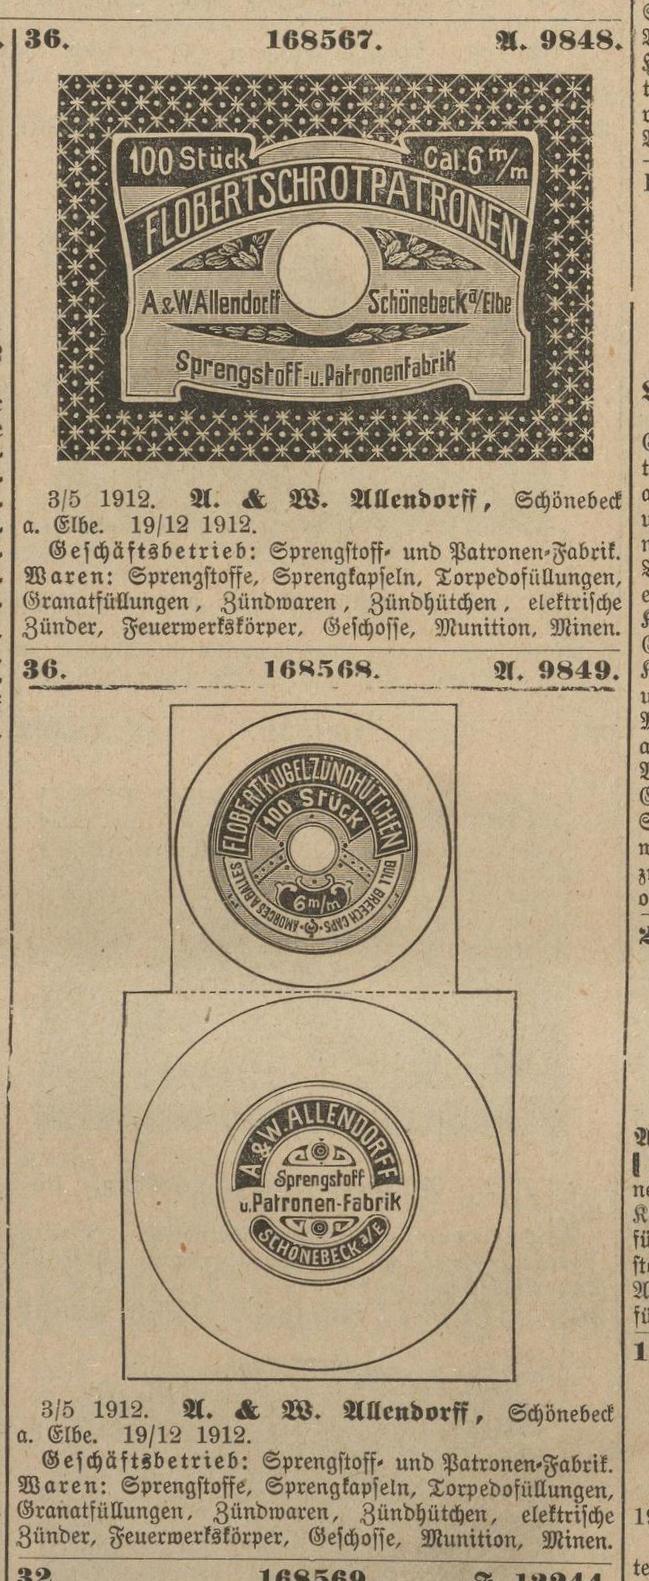 36. 168567. A. 9848.
100 Stück Cal. 6 m/m
FLOBERTSCHROTPATRONEN
A & W. Allendorff Schönebeck a/Elbe
Sprengstoff-u. Patronenfabrik
3/5 1912. A. & W. Allendorff, Schönebeck
a. Elbe. 19/12 1912.
Geschäftsbetrieb: Sprengstoff- und Patronen-Fabrik.
Waren: Sprengstoffe, Sprengkapseln, Torpedofüllungen,
Granatfüllungen, Zündwaren, Zündhütchen, elektrische
Zünder, Feuerwerkskörper, Geschosse, Munition, Minen.
36. 168568. A. 9849.
FLOBERTKUGELZÜNDHÜTCHEN
100 Stück
6 m/m
AMORCES A BALLES
BULL BREECH CAPS
A & W. ALLENDORFF
Sprengstoff
u. Patronen-Fabrik
SCHÖNEBECK a/E
3/5 1912. A. & W. Allendorff, Schönebeck
a. Elbe. 19/12 1912.
Geschäftsbetrieb: Sprengstoff- und Patronen-Fabrik.
Waren: Sprengstoffe, Sprengkapseln, Torpedofüllungen,
Granatfüllungen, Zündwaren, Zündhütchen, elektrische
Zünder, Feuerwerkskörper, Geschosse, Munition, Minen.
32. 168569. 12244.